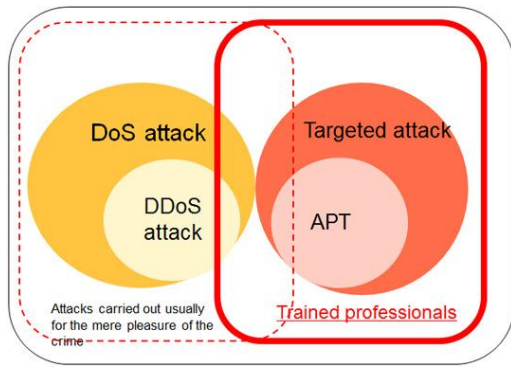 DoS attack
Targeted attack
DDoS
attack
APT
Attacks carried out usually
for the mere pleasure of the
crime
Trained professionals